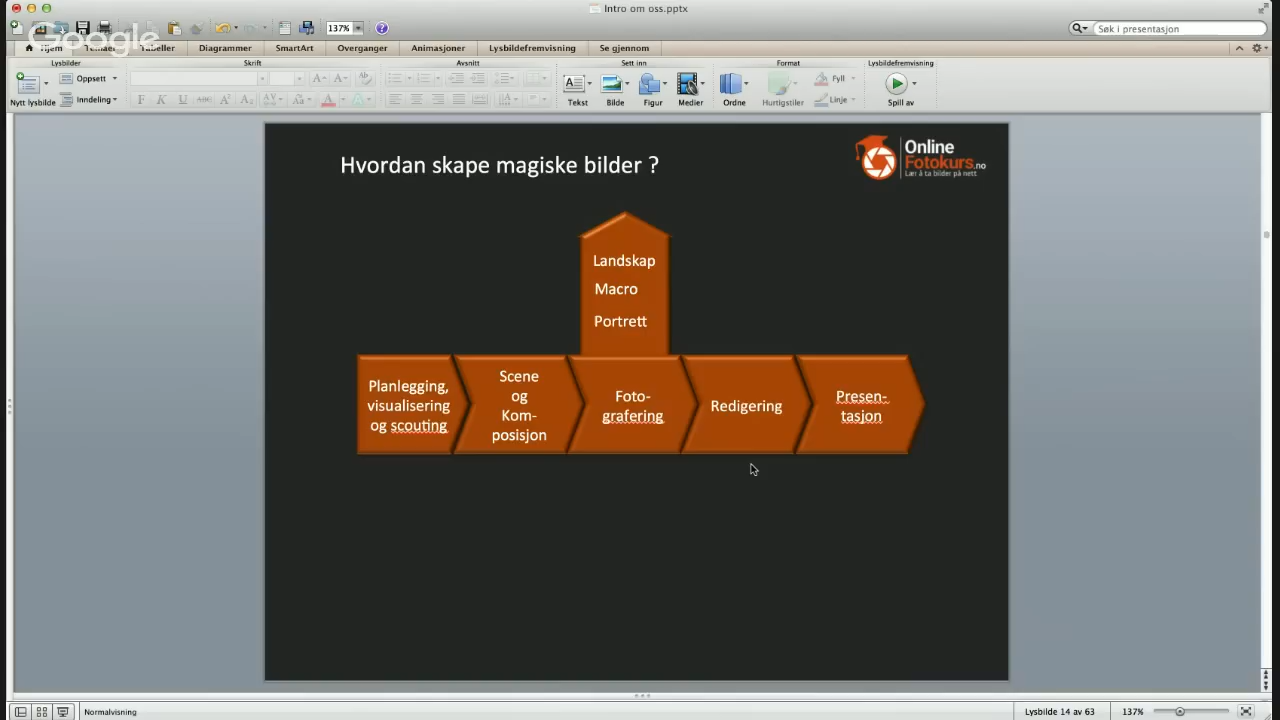 Intro om oss.pptx
137%
Søk i presentasjon
Google
Hjem
Temaer
Tabeller
Diagrammer
SmartArt
Overganger
Animasjoner
Lysbildefremvisning
Se gjennom
Lysbilder
Skrift
Avsnitt
Sett inn
Format
Lysbildefremvisning
Nytt lysbilde
Oppsett
Inndeling
Tekst
Bilde
Figur
Medier
Ordne
Hurtigstiler
Fyll
Linje
Spill av
Hvordan skape magiske bilder ?
Online
Fotokurs.no
Lær å ta bilder på nett
Landskap
Macro
Portrett
Planlegging,
visualisering
og scouting
Scene
og
Kom-
posisjon
Foto-
grafering
Redigering
Presen-
tasjon
Normalvisning
Lysbilde 14 av 63
137%